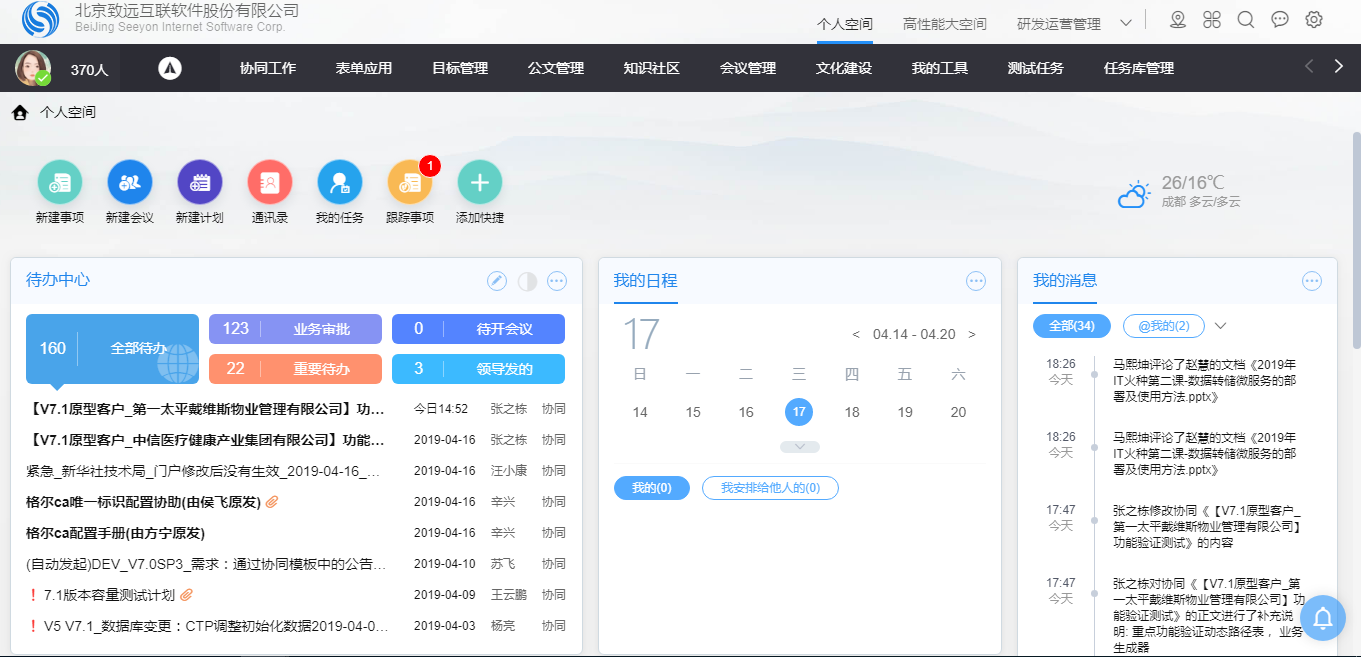 北京致远互联软件股份有限公司
BeiJing Seeyon Internet Software Corp.
个人空间 高性能大空间 研发运营管理
370人 协同工作 表单应用 目标管理 公文管理 知识社区 会议管理 文化建设 我的工具 测试任务 任务库管理
个人空间
1
新建事项 新建会议 新建计划 通讯录 我的任务 跟踪事项 添加快捷
26/16℃
成都 多云/多云
待办中心
160 全部待办
123 业务审批
0 待开会议
22 重要待办
3 领导发的
【V7.1原型客户_第一太平戴维斯物业管理有限公司】功... 今日14:52 张之栋 协同
【V7.1原型客户_中信医疗健康产业集团有限公司】功能... 2019-04-16 张之栋 协同
紧急_新华社技术局_门户修改后没有生效_2019-04-16_... 2019-04-16 汪小康 协同
格尔ca唯一标识配置协助(由侯飞原发) 2019-04-16 辛兴 协同
格尔ca配置手册(由方宁原发) 2019-04-16 辛兴 协同
(自动发起)DEV_V7.0SP3_需求：通过协同模板中的公告... 2019-04-10 苏飞 协同
！7.1版本容量测试计划 2019-04-09 王云鹏 协同
！V5 V7.1_数据库变更：CTP调整初始化数据2019-04-0... 2019-04-03 杨亮 协同
我的日程
17
< 04.14 - 04.20 >
日 一 二 三 四 五 六
14 15 16 17 18 19 20
我的(0) 我安排给他人的(0)
我的消息
全部(34) @我的(2)
18:26
今天
马熙坤评论了赵慧的文档《2019年
IT火种第二课-数据转储微服务的部
署及使用方法.pptx》
18:26
今天
马熙坤评论了赵慧的文档《2019年
IT火种第二课-数据转储微服务的部
署及使用方法.pptx》
17:47
今天
张之栋修改协同《【V7.1原型客户_
第一太平戴维斯物业管理有限公司】
功能验证测试》的内容
17:47
今天
张之栋对协同《【V7.1原型客户_第
一太平戴维斯物业管理有限公司】功
能验证测试》的正文进行了补充说
明: 重点功能验证动态路径表 ，业务
生成器